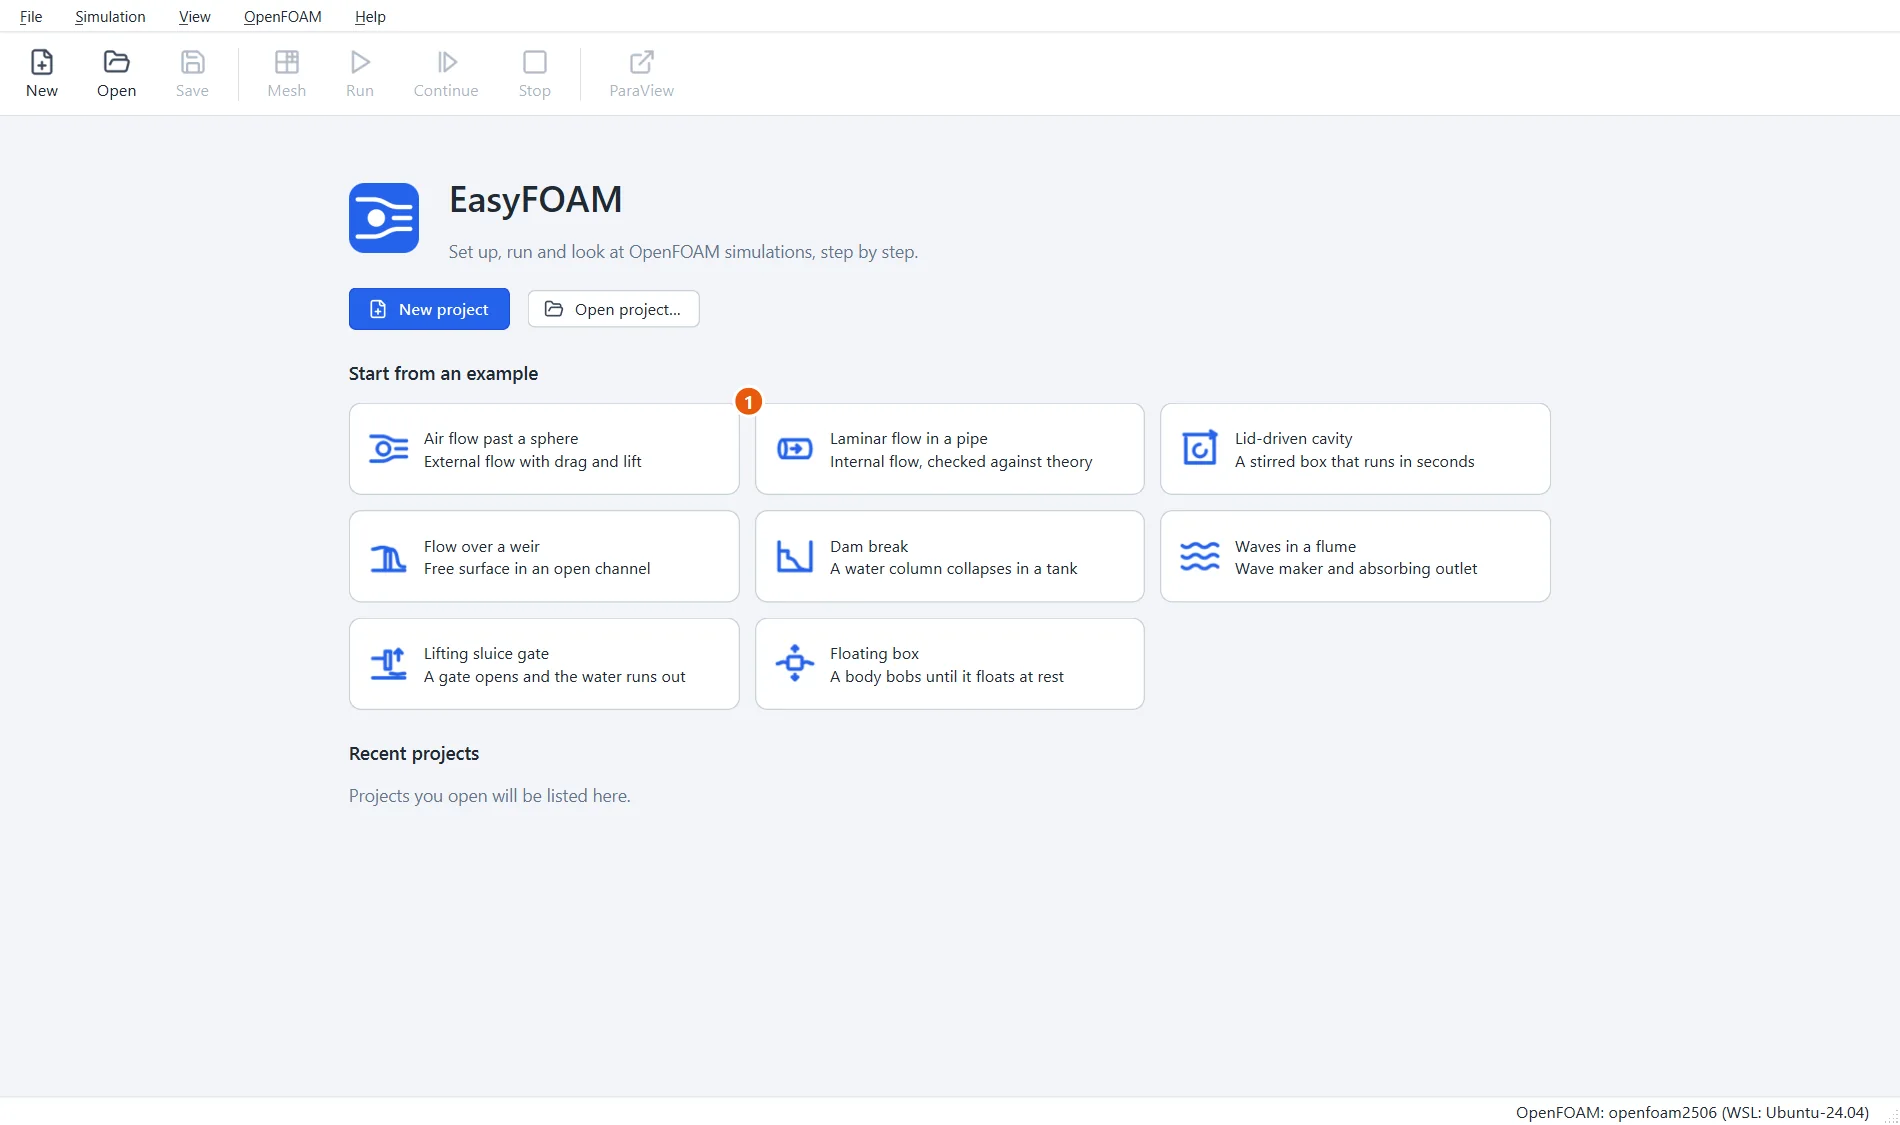 File Simulation View OpenFOAM Help
New Open Save Mesh Run Continue Stop ParaView
EasyFOAM
Set up, run and look at OpenFOAM simulations, step by step.
New project Open project...
Start from an example
1
Air flow past a sphere
External flow with drag and lift
Laminar flow in a pipe
Internal flow, checked against theory
Lid-driven cavity
A stirred box that runs in seconds
Flow over a weir
Free surface in an open channel
Dam break
A water column collapses in a tank
Waves in a flume
Wave maker and absorbing outlet
Lifting sluice gate
A gate opens and the water runs out
Floating box
A body bobs until it floats at rest
Recent projects
Projects you open will be listed here.
OpenFOAM: openfoam2506 (WSL: Ubuntu-24.04)